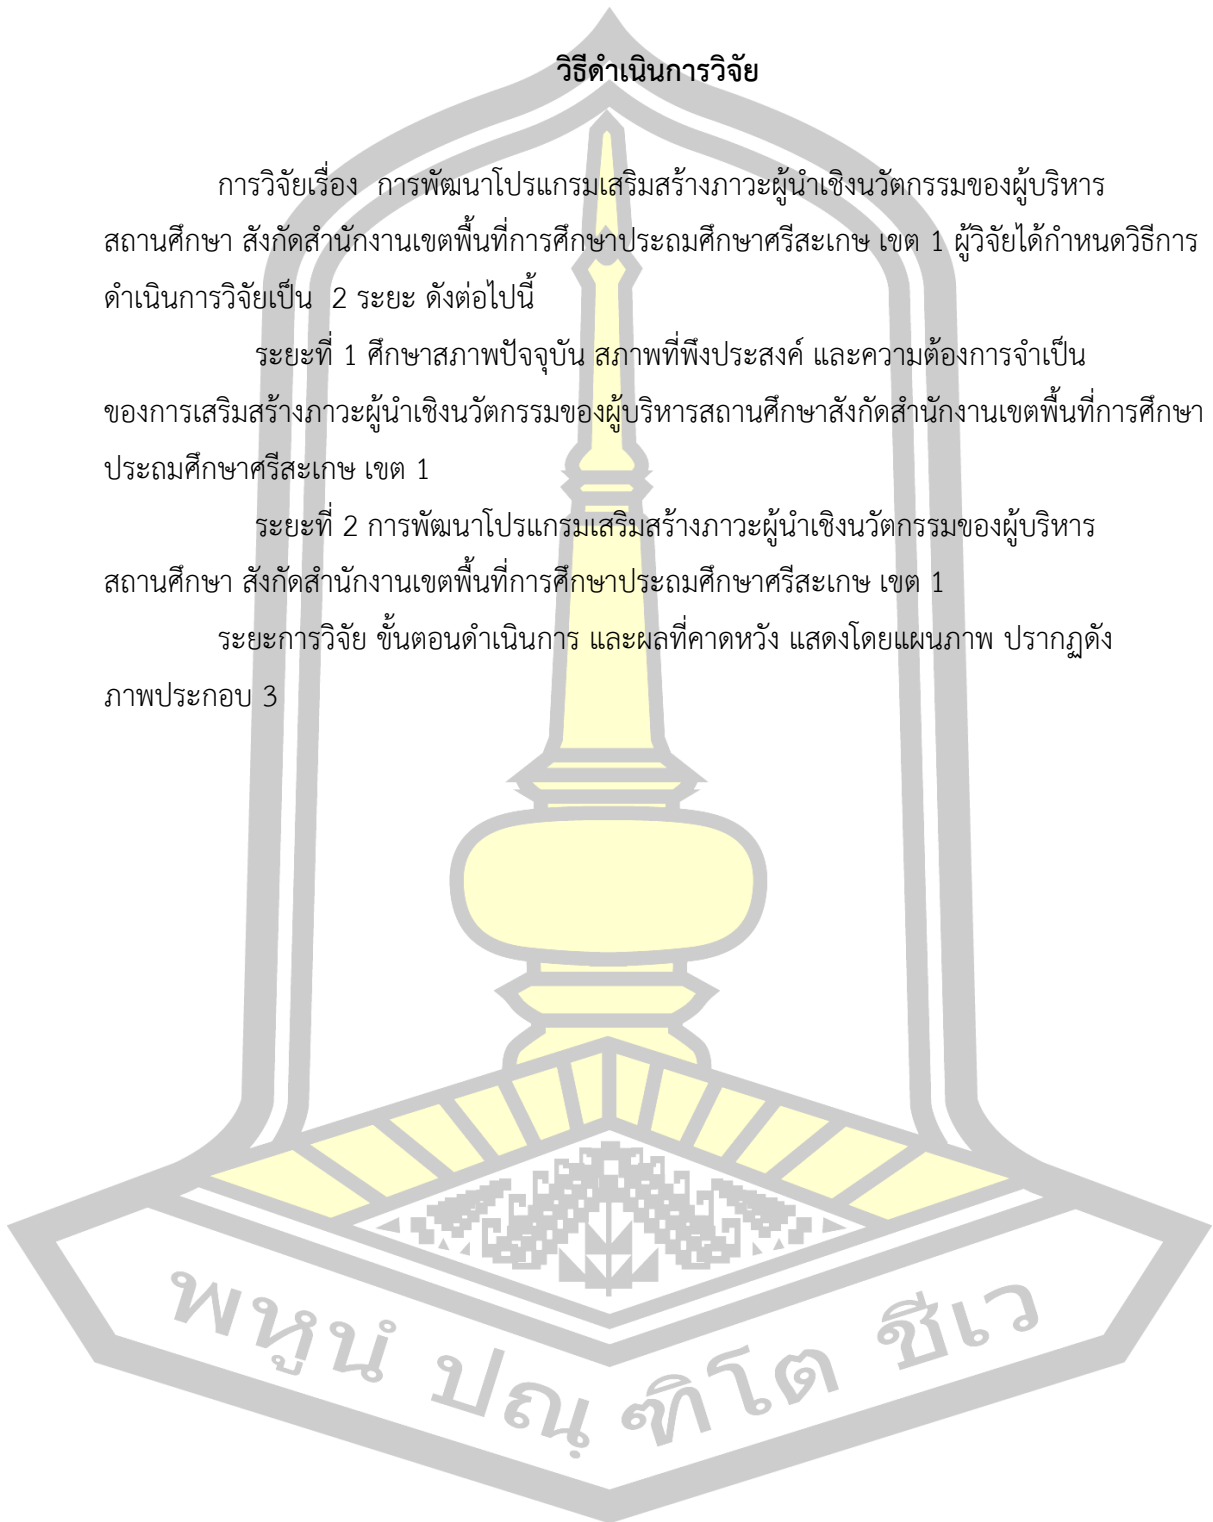 วิธีดำเนินการวิจัย
การวิจัยเรื่อง การพัฒนาโปรแกรมเสริมสร้างภาวะผู้นำเชิงนวัตกรรมของผู้บริหาร
สถานศึกษา สังกัดสำนักงานเขตพื้นที่การศึกษาประถมศึกษาศรีสะเกษ เขต 1 ผู้วิจัยได้กำหนดวิธีการ
ดำเนินการวิจัยเป็น 2 ระยะ ดังต่อไปนี้
ระยะที่ 1 ศึกษาสภาพปัจจุบัน สภาพที่พึงประสงค์ และความต้องการจำเป็น
ของการเสริมสร้างภาวะผู้นำเชิงนวัตกรรมของผู้บริหารสถานศึกษาสังกัดสำนักงานเขตพื้นที่การศึกษา
ประถมศึกษาศรีสะเกษ เขต 1
ระยะที่ 2 การพัฒนาโปรแกรมเสริมสร้างภาวะผู้นำเชิงนวัตกรรมของผู้บริหาร
สถานศึกษา สังกัดสำนักงานเขตพื้นที่การศึกษาประถมศึกษาศรีสะเกษ เขต 1
ระยะการวิจัย ขั้นตอนดำเนินการ และผลที่คาดหวัง แสดงโดยแผนภาพ ปรากฏดัง
ภาพประกอบ 3
พหูนํ ปณฺ ฑิโต ชีเว